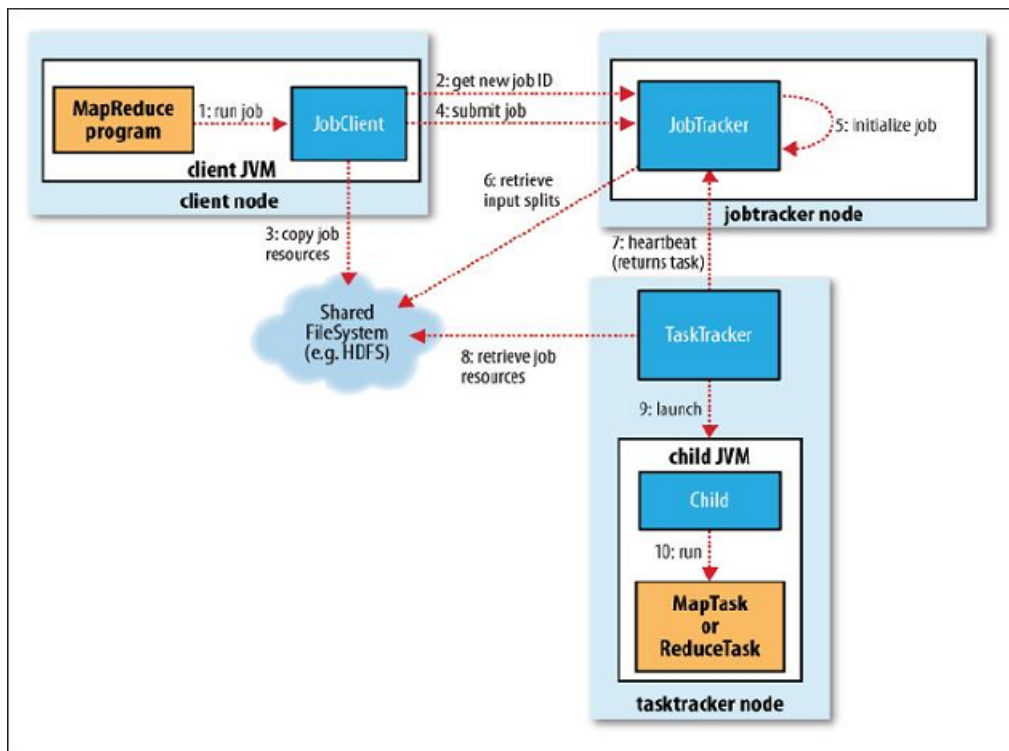 MapReduce
program
1: run job
JobClient
client JVM
client node
2: get new job ID
4: submit job
JobTracker
5: initialize job
jobtracker node
3: copy job
resources
6: retrieve
input splits
7: heartbeat
(returns task)
Shared
FileSystem
(e.g. HDFS)
8: retrieve job
resources
TaskTracker
9: launch
child JVM
Child
10: run
MapTask
or
ReduceTask
tasktracker node